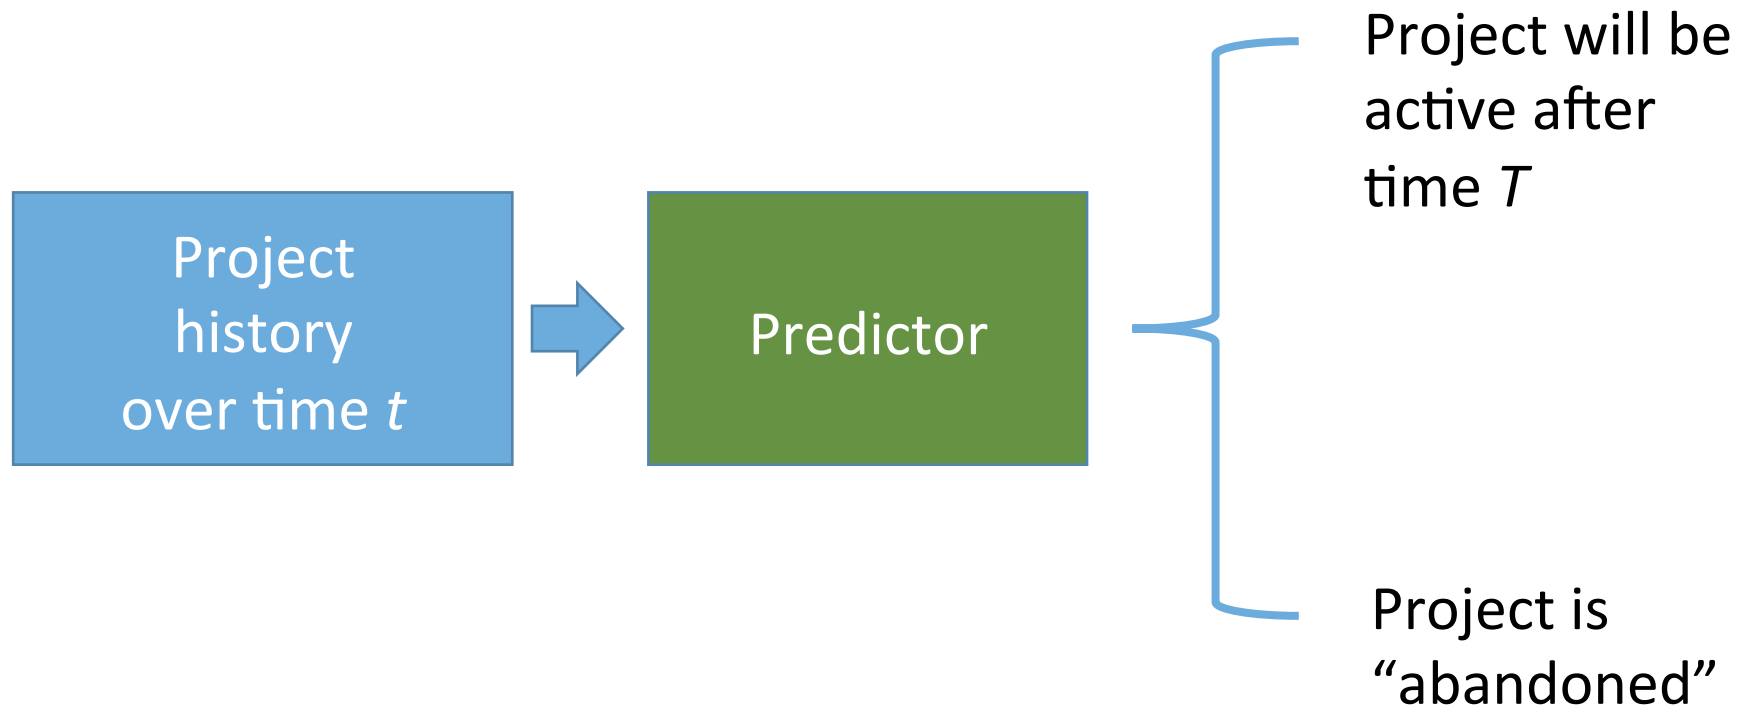 Project
history
over time t
Predictor
Project will be
active after
time T
Project is
“abandoned”